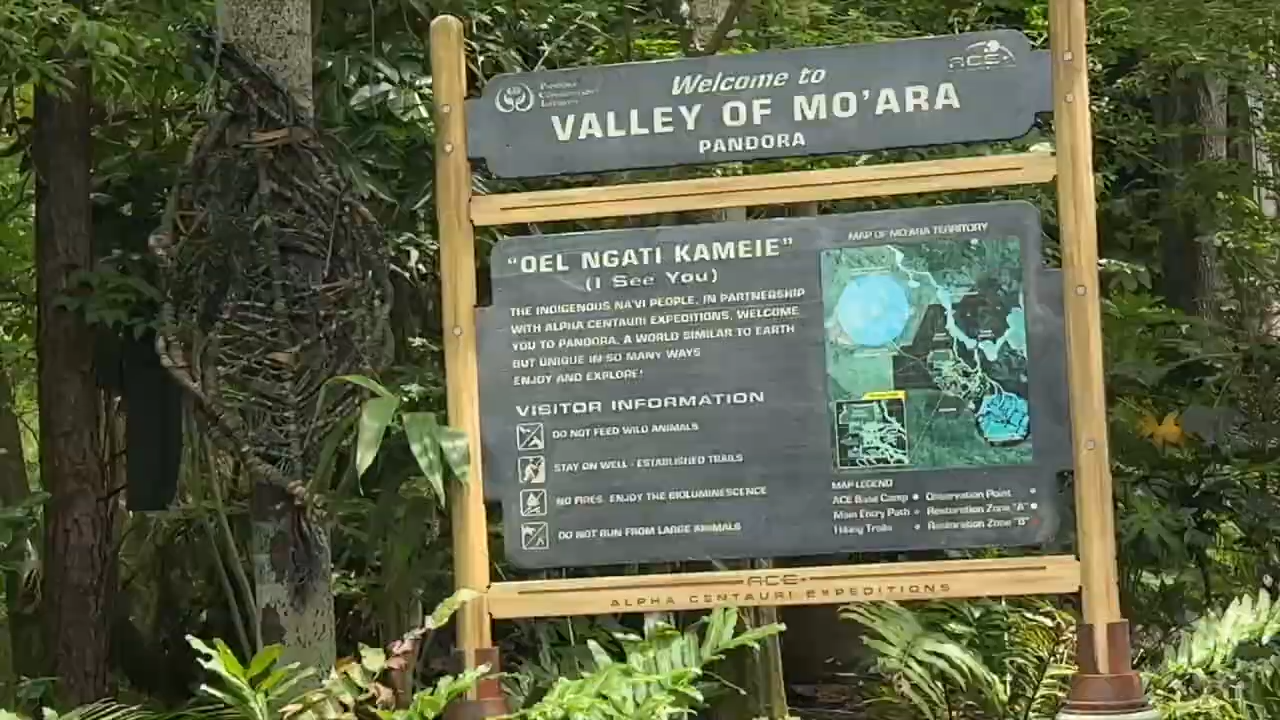 Pandora
Conservation
Initiative
ACE
Welcome to
VALLEY OF MO'ARA
PANDORA
"OEL NGATI KAMEIE"
(I See You)
THE INDIGENOUS NA'VI PEOPLE, IN PARTNERSHIP
WITH ALPHA CENTAURI EXPEDITIONS, WELCOME
YOU TO PANDORA, A WORLD SIMILAR TO EARTH
BUT UNIQUE IN SO MANY WAYS
ENJOY AND EXPLORE!
VISITOR INFORMATION
DO NOT FEED WILD ANIMALS
STAY ON WELL - ESTABLISHED TRAILS
NO FIRES. ENJOY THE BIOLUMINESCENCE
DO NOT RUN FROM LARGE ANIMALS
MAP OF MO'ARA TERRITORY
MAP LEGEND
ACE Base Camp • Observation Point •
Main Entry Path • Restoration Zone "A" •
Hiking Trails • Restoration Zone "B" •
ACE
ALPHA CENTAURI EXPEDITIONS